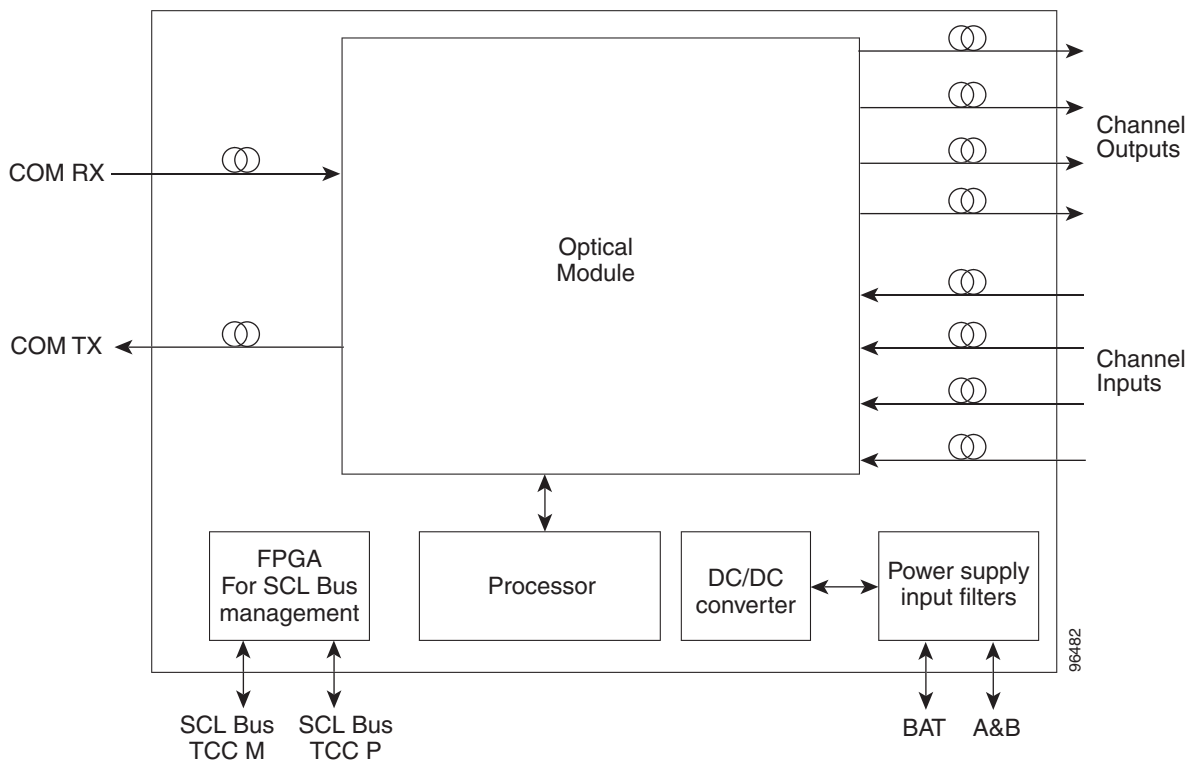 COM RX
COM TX
Optical
Module
Channel
Outputs
Channel
Inputs
FPGA
For SCL Bus
management
Processor
DC/DC
converter
Power supply
input filters
96482
SCL Bus
TCC M
SCL Bus
TCC P
BAT
A&B